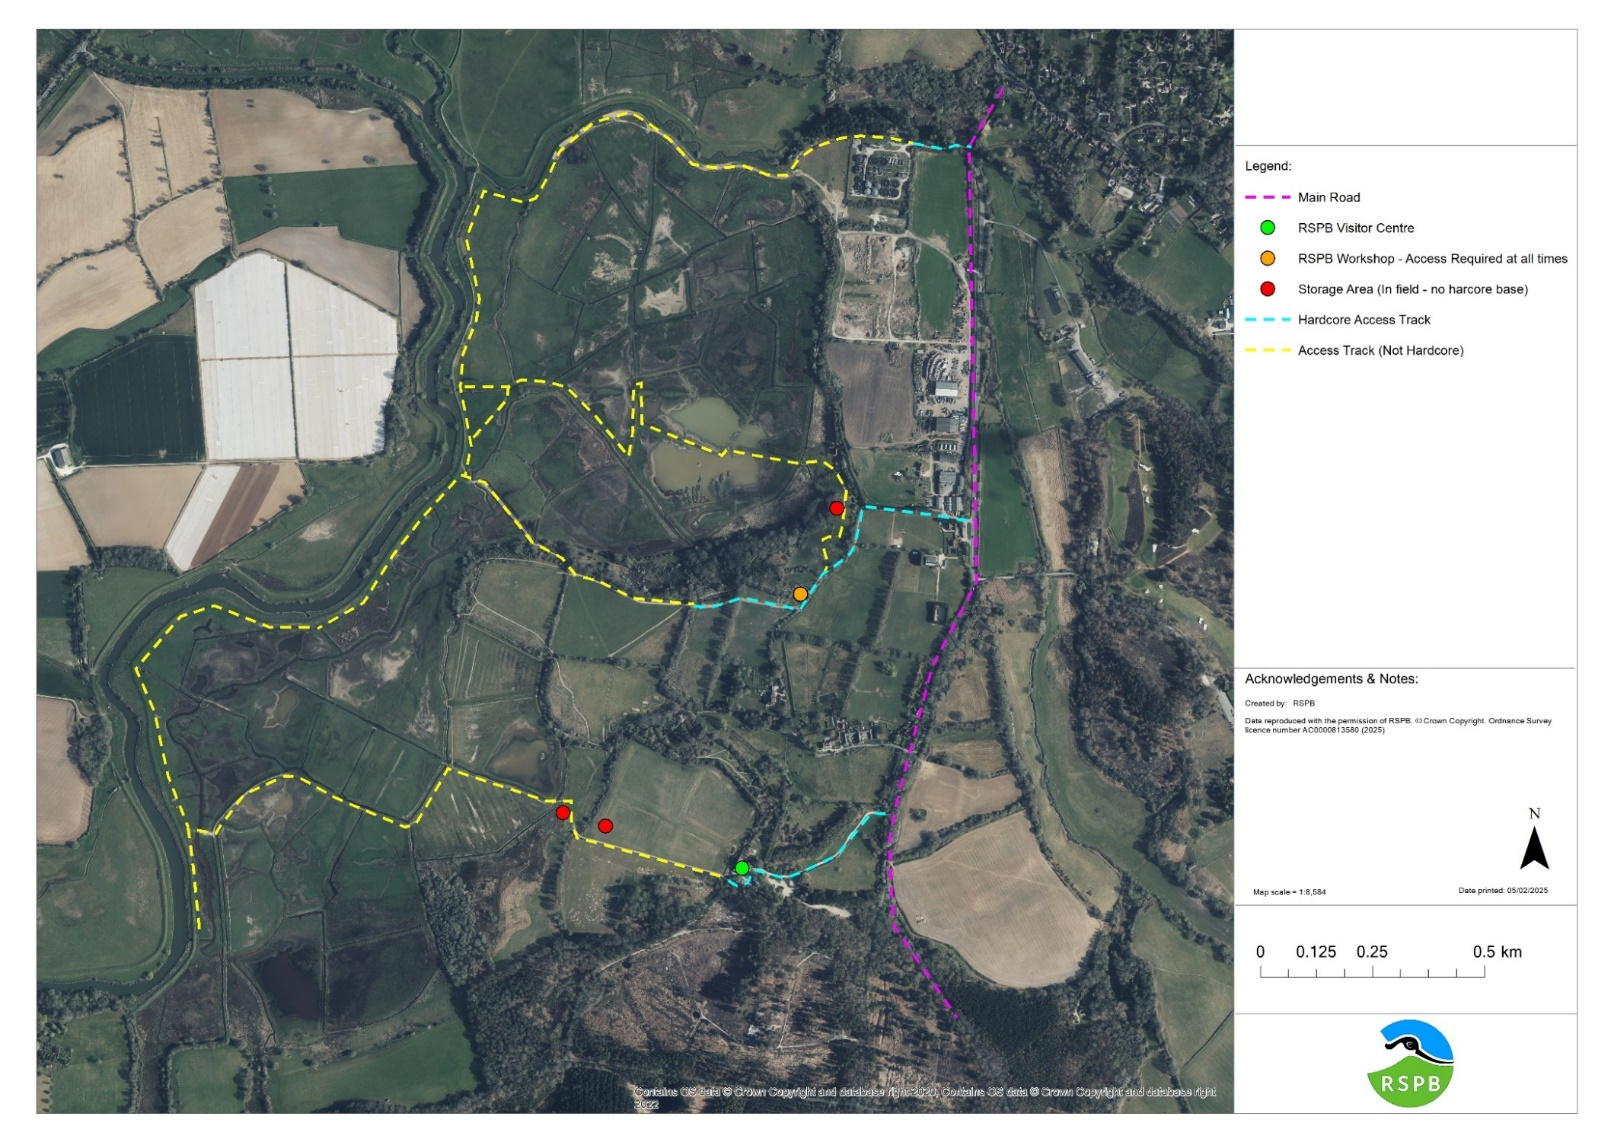 Legend:
Main Road
RSPB Visitor Centre
RSPB Workshop - Access Required at all times
Storage Area (In field - no harcore base)
Hardcore Access Track
Access Track (Not Hardcore)
Acknowledgements & Notes:
Created by: RSPB
Data reproduced with the permission of RSPB. © Crown Copyright. Ordnance Survey
licence number AC0000813580 (2025)
N
Map scale = 1:8,584
Date printed: 05/02/2025
0 0.125 0.25 0.5 km
RSPB
Contains OS data © Crown Copyright and database right 2020, Contains OS data © Crown Copyright and database right
2022